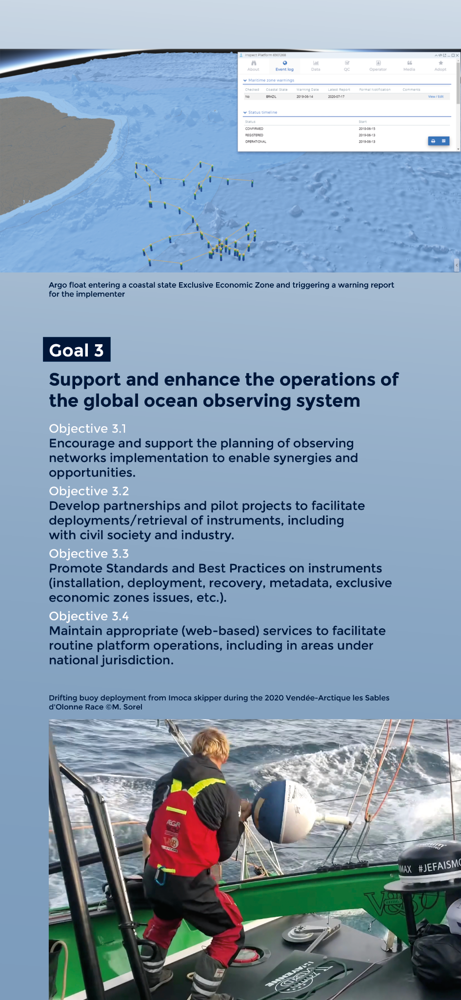 Inspect Platform 6901268
About Event log Data QC Operator Media Adopt
Maritime zone warnings
Checked Coastal State Warning Date Latest Report Formal Notification Comments
No BRAZIL 2019-06-14 2020-07-17 View / Edit
Status timeline
Status Start
CONFIRMED 2018-06-15
REGISTERED 2019-06-13
OPERATIONAL 2019-06-13
Argo float entering a coastal state Exclusive Economic Zone and triggering a warning report
for the implementer
Goal 3
Support and enhance the operations of
the global ocean observing system
Objective 3.1
Encourage and support the planning of observing
networks implementation to enable synergies and
opportunities.
Objective 3.2
Develop partnerships and pilot projects to facilitate
deployments/retrieval of instruments, including
with civil society and industry.
Objective 3.3
Promote Standards and Best Practices on instruments
(installation, deployment, recovery, metadata, exclusive
economic zones issues, etc.).
Objective 3.4
Maintain appropriate (web-based) services to facilitate
routine platform operations, including in areas under
national jurisdiction.
Drifting buoy deployment from Imoca skipper during the 2020 Vendée-Arctique les Sables
d'Olonne Race ©M. Sorel
#JEFAISMO
V&B
MAYENNE